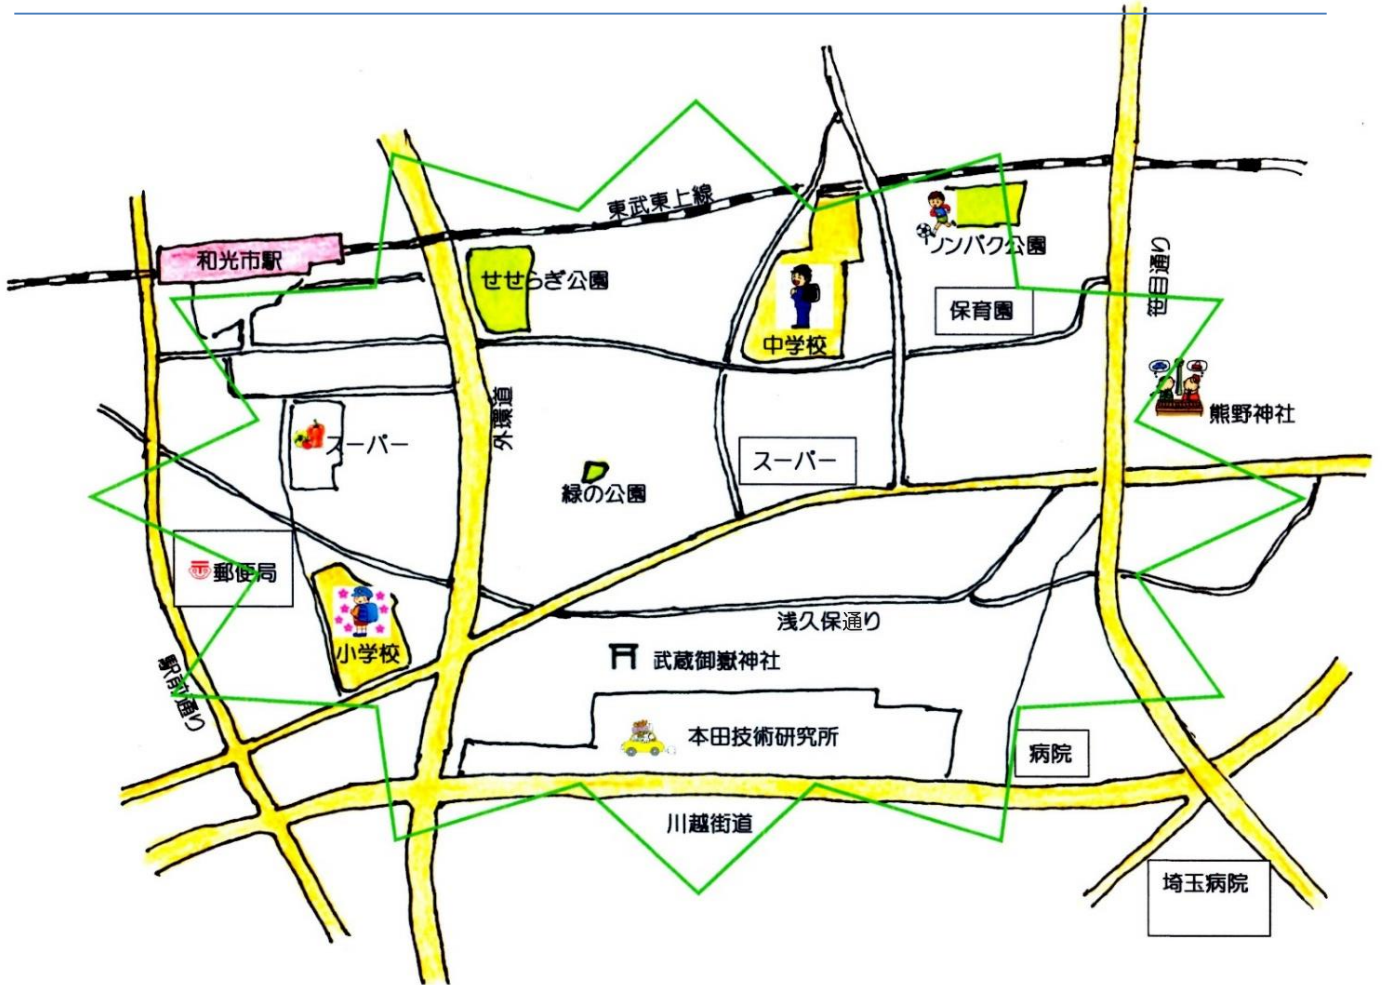 東武東上線
和光市駅
せせらぎ公園
リンパク公園
笹目通り
保育園
中学校
外環道
スーパー
熊野神社
スーパー
緑の公園
郵便局
浅久保通り
小学校
武蔵御嶽神社
駅前通り
本田技術研究所
病院
川越街道
埼玉病院